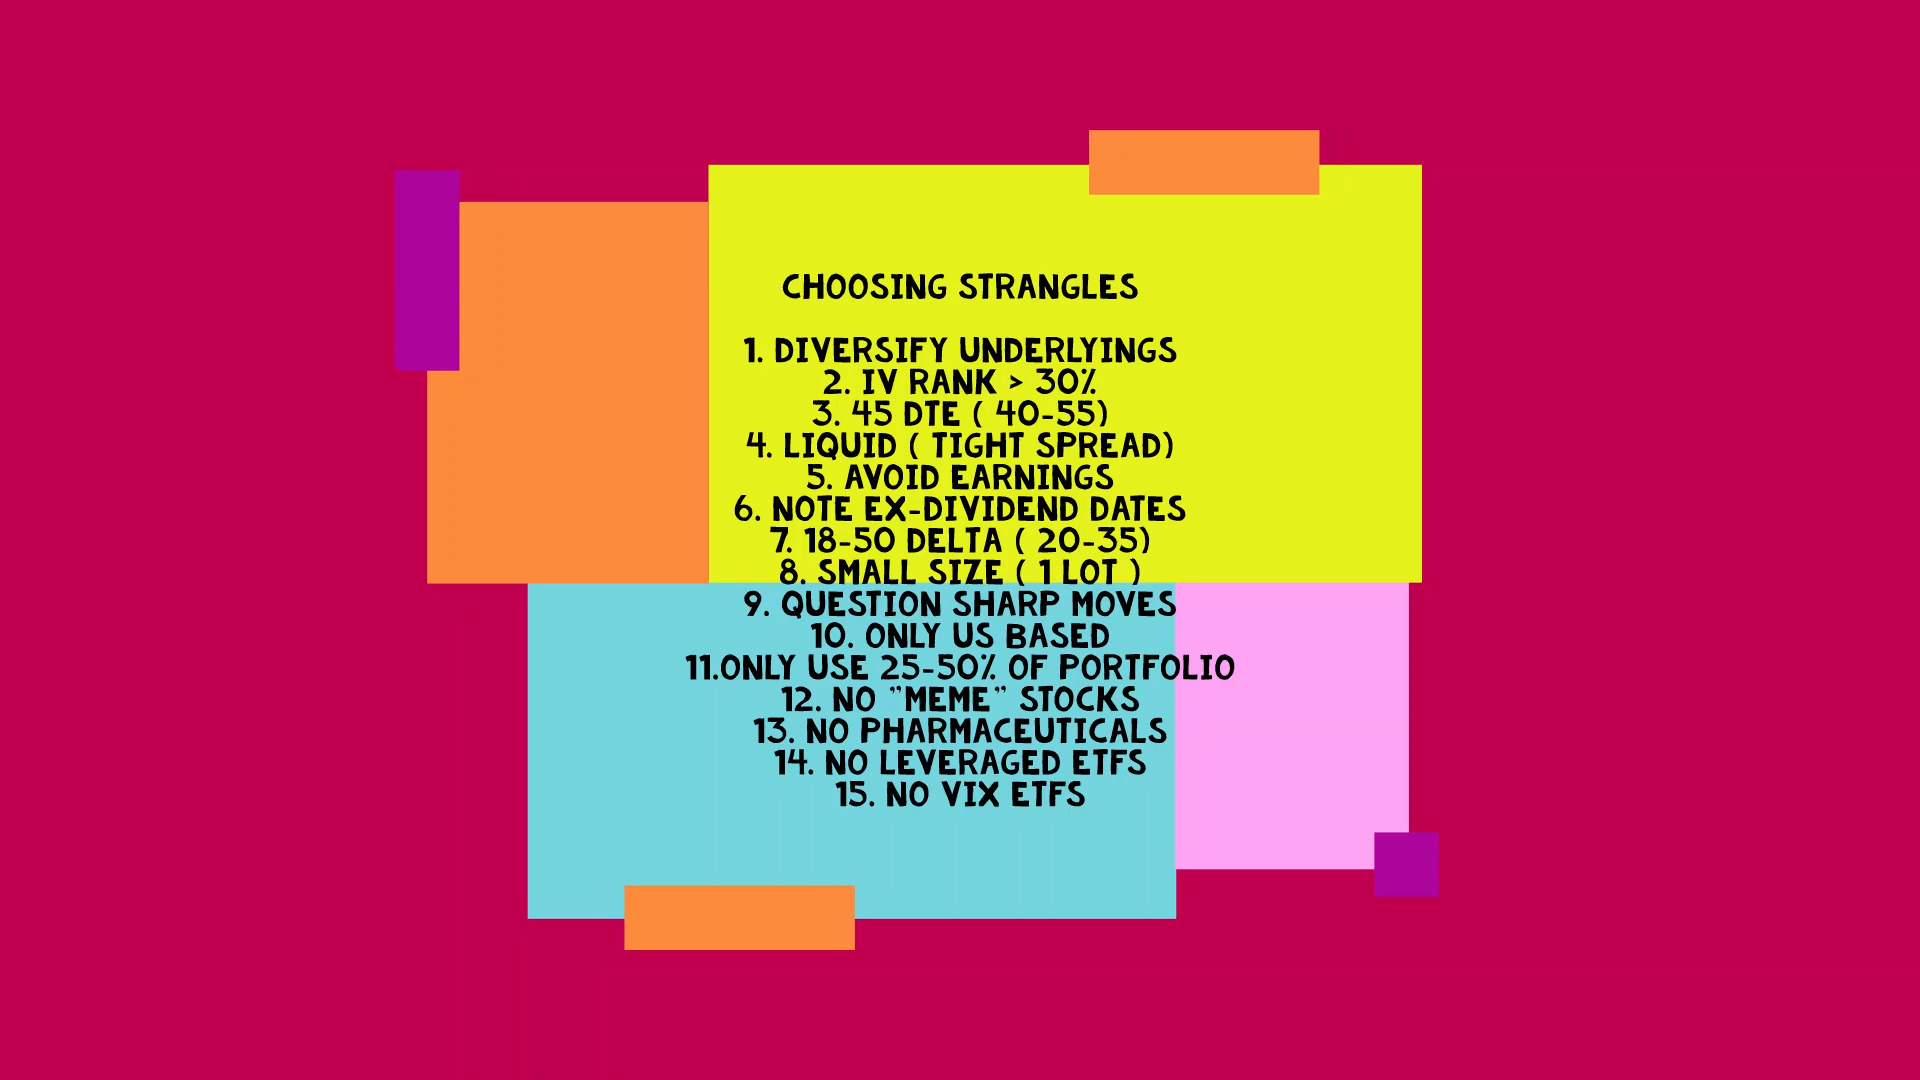 CHOOSING STRANGLES
1. DIVERSIFY UNDERLYINGS
2. IV RANK > 30%
3. 45 DTE ( 40-55)
4. LIQUID ( TIGHT SPREAD)
5. AVOID EARNINGS
6. NOTE EX-DIVIDEND DATES
7. 18-50 DELTA ( 20-35)
8. SMALL SIZE ( 1 LOT )
9. QUESTION SHARP MOVES
10. ONLY US BASED
11.ONLY USE 25-50% OF PORTFOLIO
12. NO "MEME" STOCKS
13. NO PHARMACEUTICALS
14. NO LEVERAGED ETFS
15. NO VIX ETFS